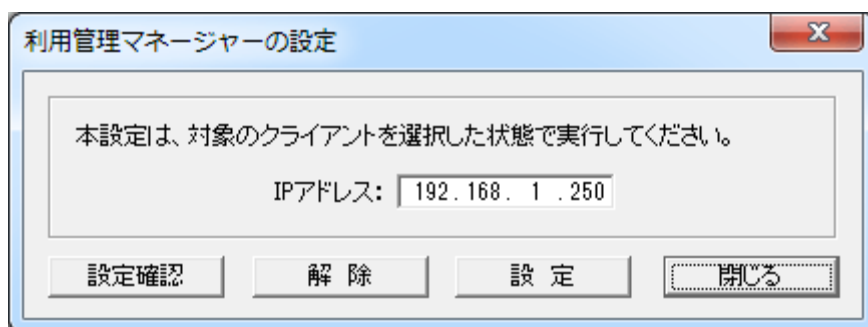 利用管理マネージャーの設定
本設定は、対象のクライアントを選択した状態で実行してください。
IPアドレス: 192.168. 1 .250
設定確認 解 除 設 定 閉じる